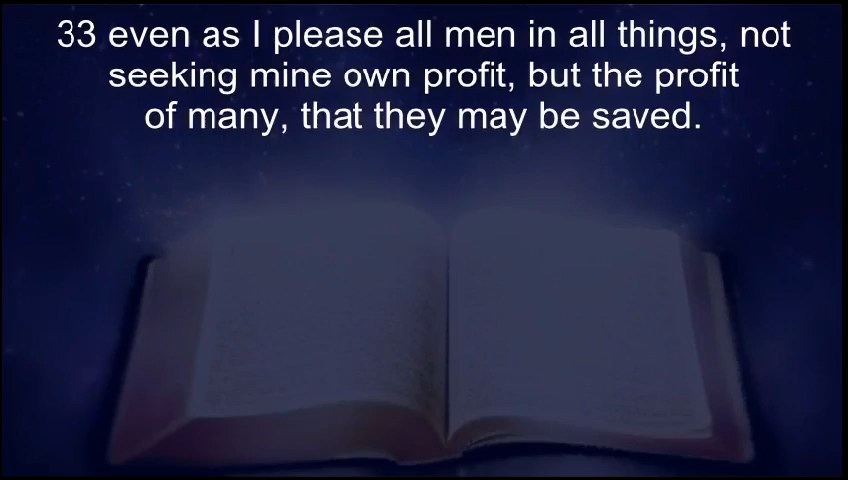 33 even as I please all men in all things, not
seeking mine own profit, but the profit
of many, that they may be saved.